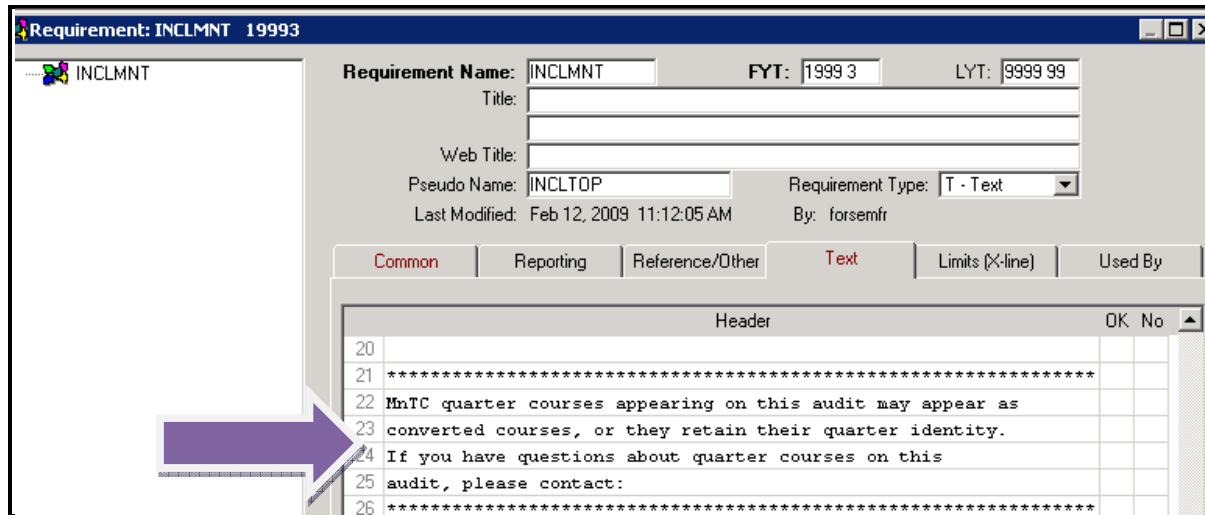 Requirement: INCLMNT 19993
INCLMNT
Requirement Name: INCLMNT FYT: 1999 3 LYT: 9999 99
Title:
Web Title:
Pseudo Name: INCLTOP Requirement Type: T - Text
Last Modified: Feb 12, 2009 11:12:05 AM By: forsemfr
Common Reporting Reference/Other Text Limits (X-line) Used By
Header OK No
20
21 *****************************************************************
22 MnTC quarter courses appearing on this audit may appear as
23 converted courses, or they retain their quarter identity.
24 If you have questions about quarter courses on this
25 audit, please contact:
26 *****************************************************************